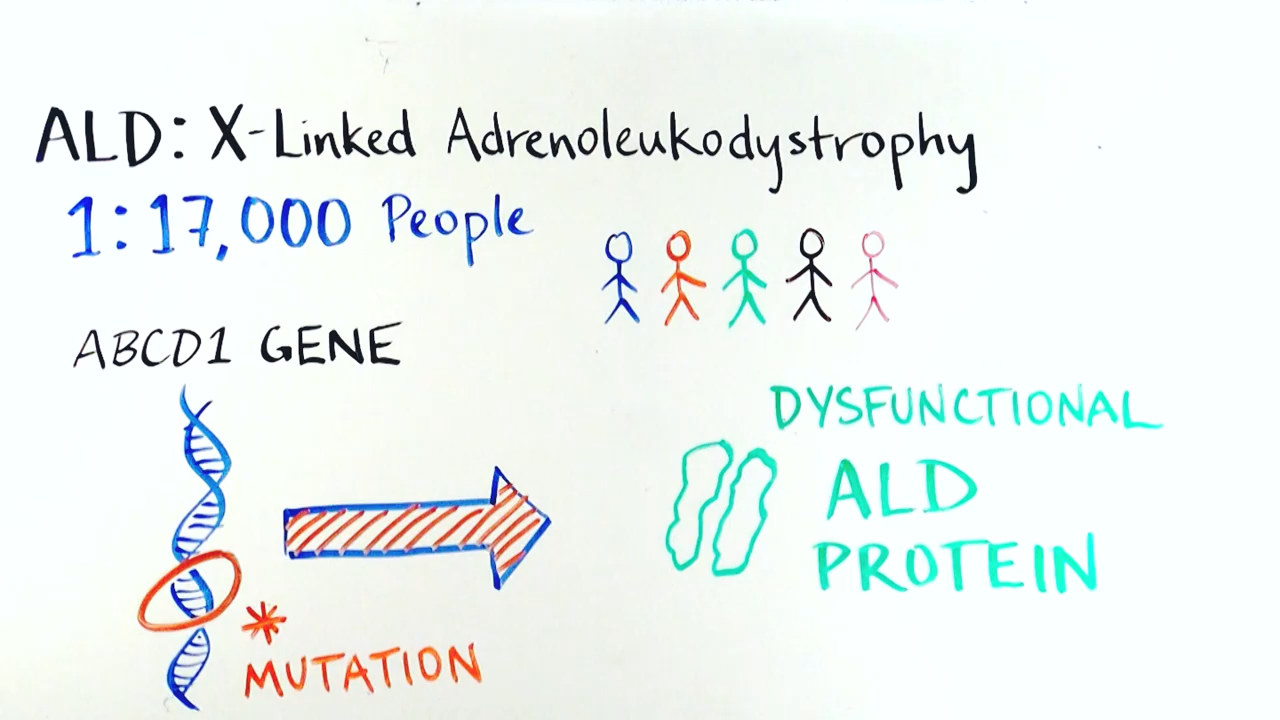 ALD: X-Linked Adrenoleukodystrophy
1:17,000 People
ABCD1 GENE
DYSFUNCTIONAL
ALD
PROTEIN
* MUTATION